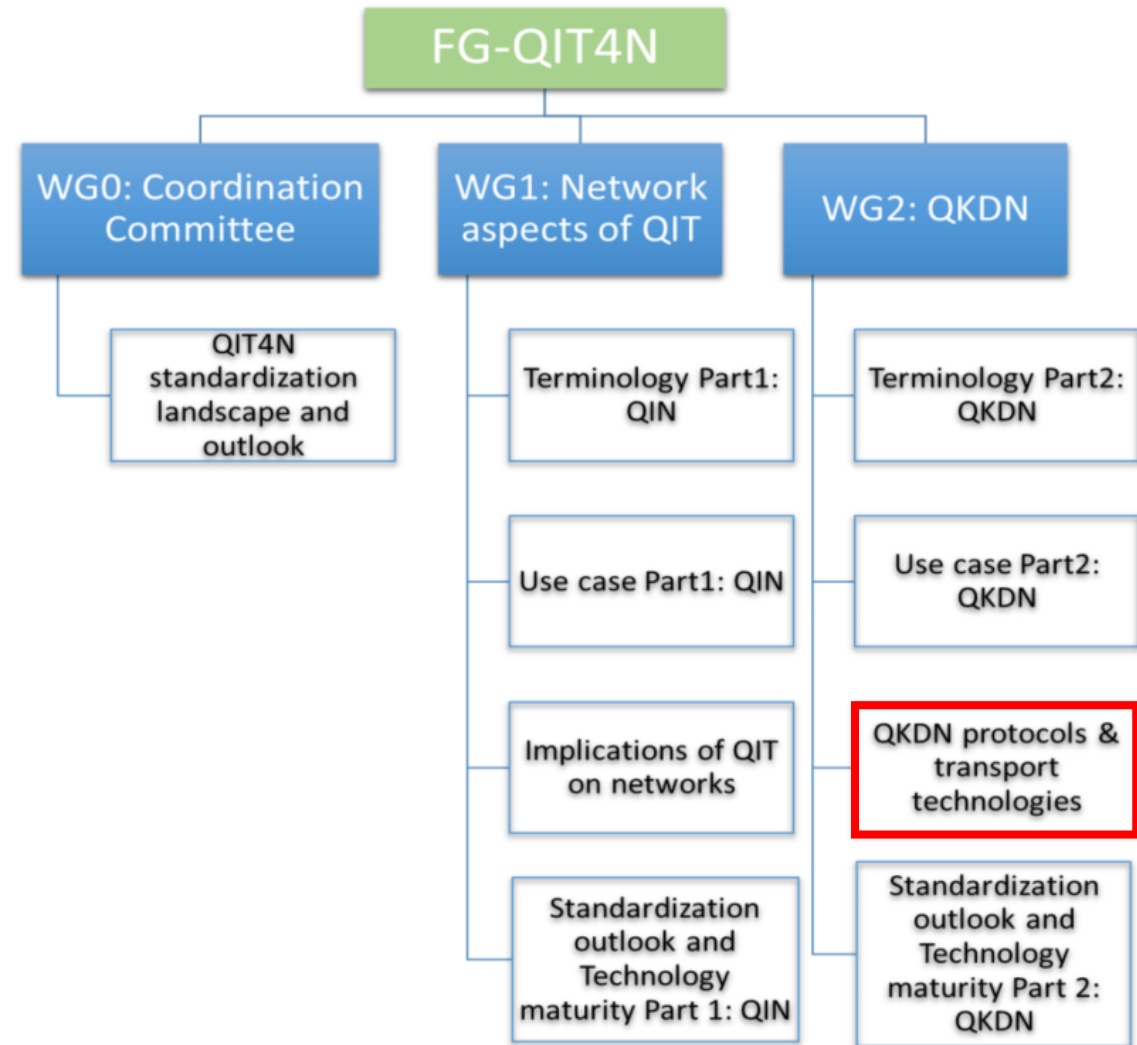 FG-QIT4N
WG0: Coordination
Committee
WG1: Network
aspects of QIT
WG2: QKDN
QIT4N
standardization
landscape and
outlook
Terminology Part1:
QIN
Use case Part1: QIN
Implications of QIT
on networks
Standardization
outlook and
Technology
maturity Part 1: QIN
Terminology Part2:
QKDN
Use case Part2:
QKDN
QKDN protocols &
transport
technologies
Standardization
outlook and
Technology
maturity Part 2:
QKDN